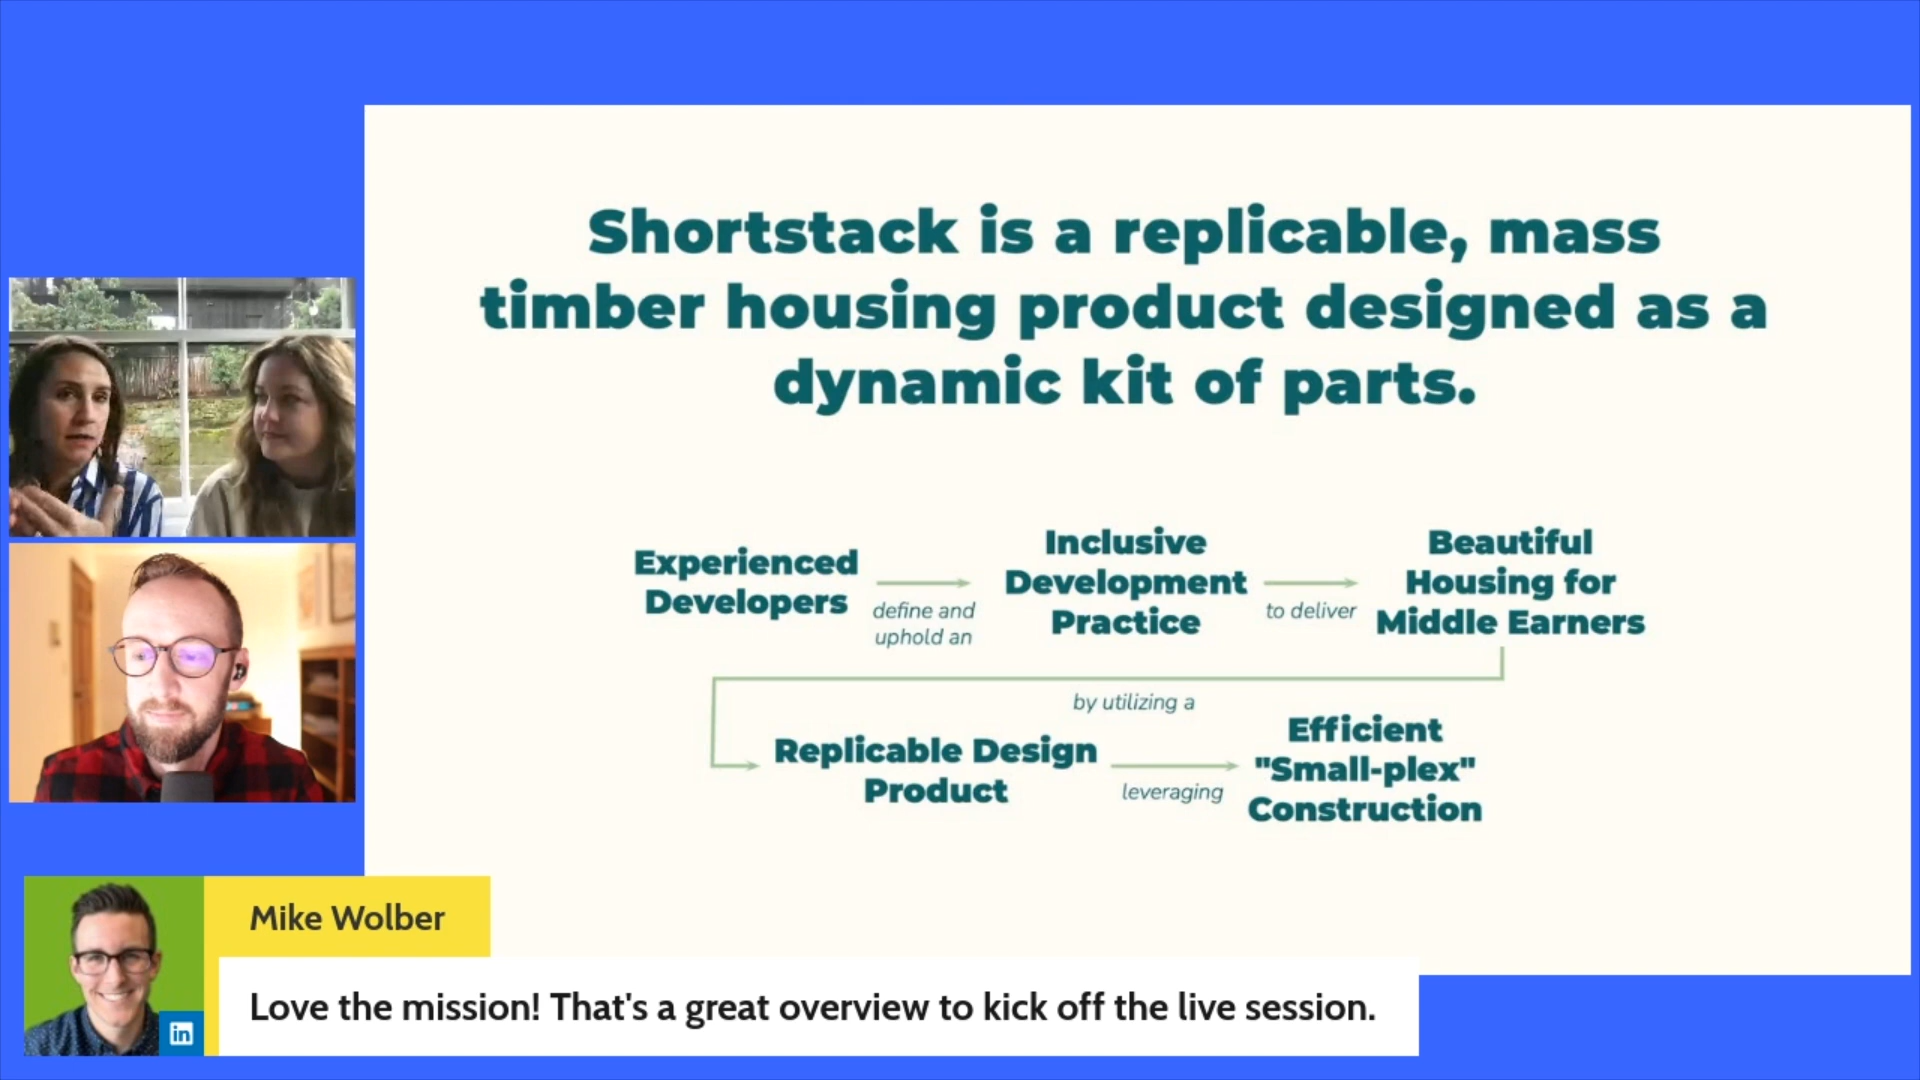 Shortstack is a replicable, mass
timber housing product designed as a
dynamic kit of parts.
Experienced
Developers
define and
uphold an
Inclusive
Development
Practice
to deliver
Beautiful
Housing for
Middle Earners
by utilizing a
Replicable Design
Product
leveraging
Efficient
"Small-plex"
Construction
Mike Wolber
in
Love the mission! That's a great overview to kick off the live session.